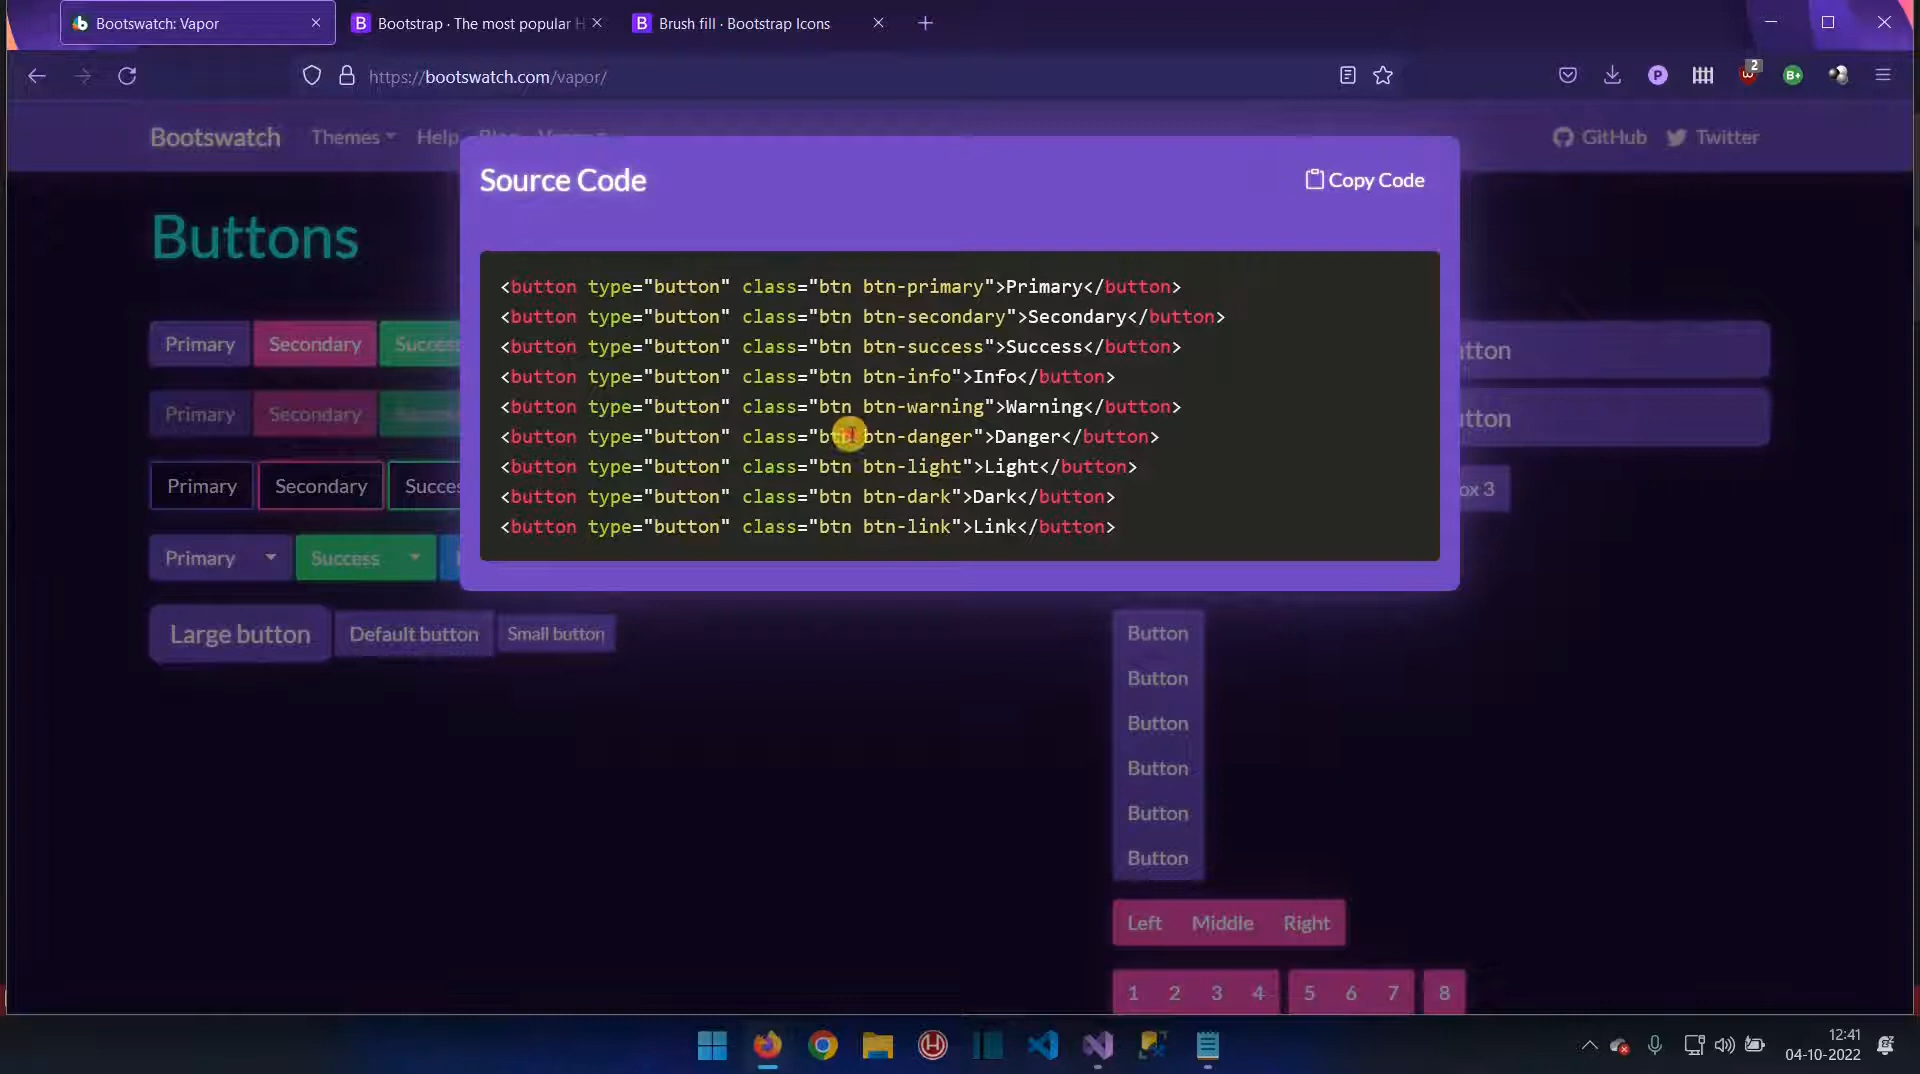 Bootswatch: Vapor
Bootstrap · The most popular H
Brush fill · Bootstrap Icons
https://bootswatch.com/vapor/
P
2
B+
Bootswatch
Themes
Help
GitHub
Twitter
Source Code
Copy Code
Buttons
<button type="button" class="btn btn-primary">Primary</button>
<button type="button" class="btn btn-secondary">Secondary</button>
<button type="button" class="btn btn-success">Success</button>
<button type="button" class="btn btn-info">Info</button>
<button type="button" class="btn btn-warning">Warning</button>
<button type="button" class="btn btn-danger">Danger</button>
<button type="button" class="btn btn-light">Light</button>
<button type="button" class="btn btn-dark">Dark</button>
<button type="button" class="btn btn-link">Link</button>
Primary Secondary Success
Primary Secondary
Primary Secondary Succe
Primary Success
Large button Default button Small button
tton
tton
ox 3
Button
Button
Button
Button
Button
Button
Left Middle Right
1 2 3 4 5 6 7 8
12:41
04-10-2022